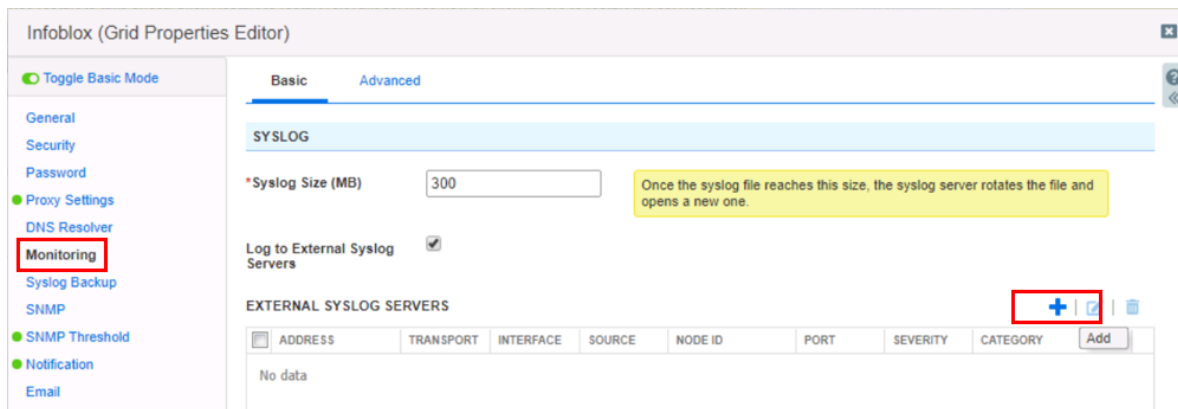 Infoblox (Grid Properties Editor)
Toggle Basic Mode
Basic Advanced
General
Security
Password
Proxy Settings
DNS Resolver
Monitoring
Syslog Backup
SNMP
SNMP Threshold
Notification
Email
SYSLOG
*Syslog Size (MB) 300
Once the syslog file reaches this size, the syslog server rotates the file and
opens a new one.
Log to External Syslog
Servers
EXTERNAL SYSLOG SERVERS
ADDRESS TRANSPORT INTERFACE SOURCE NODE ID PORT SEVERITY CATEGORY
Add
No data